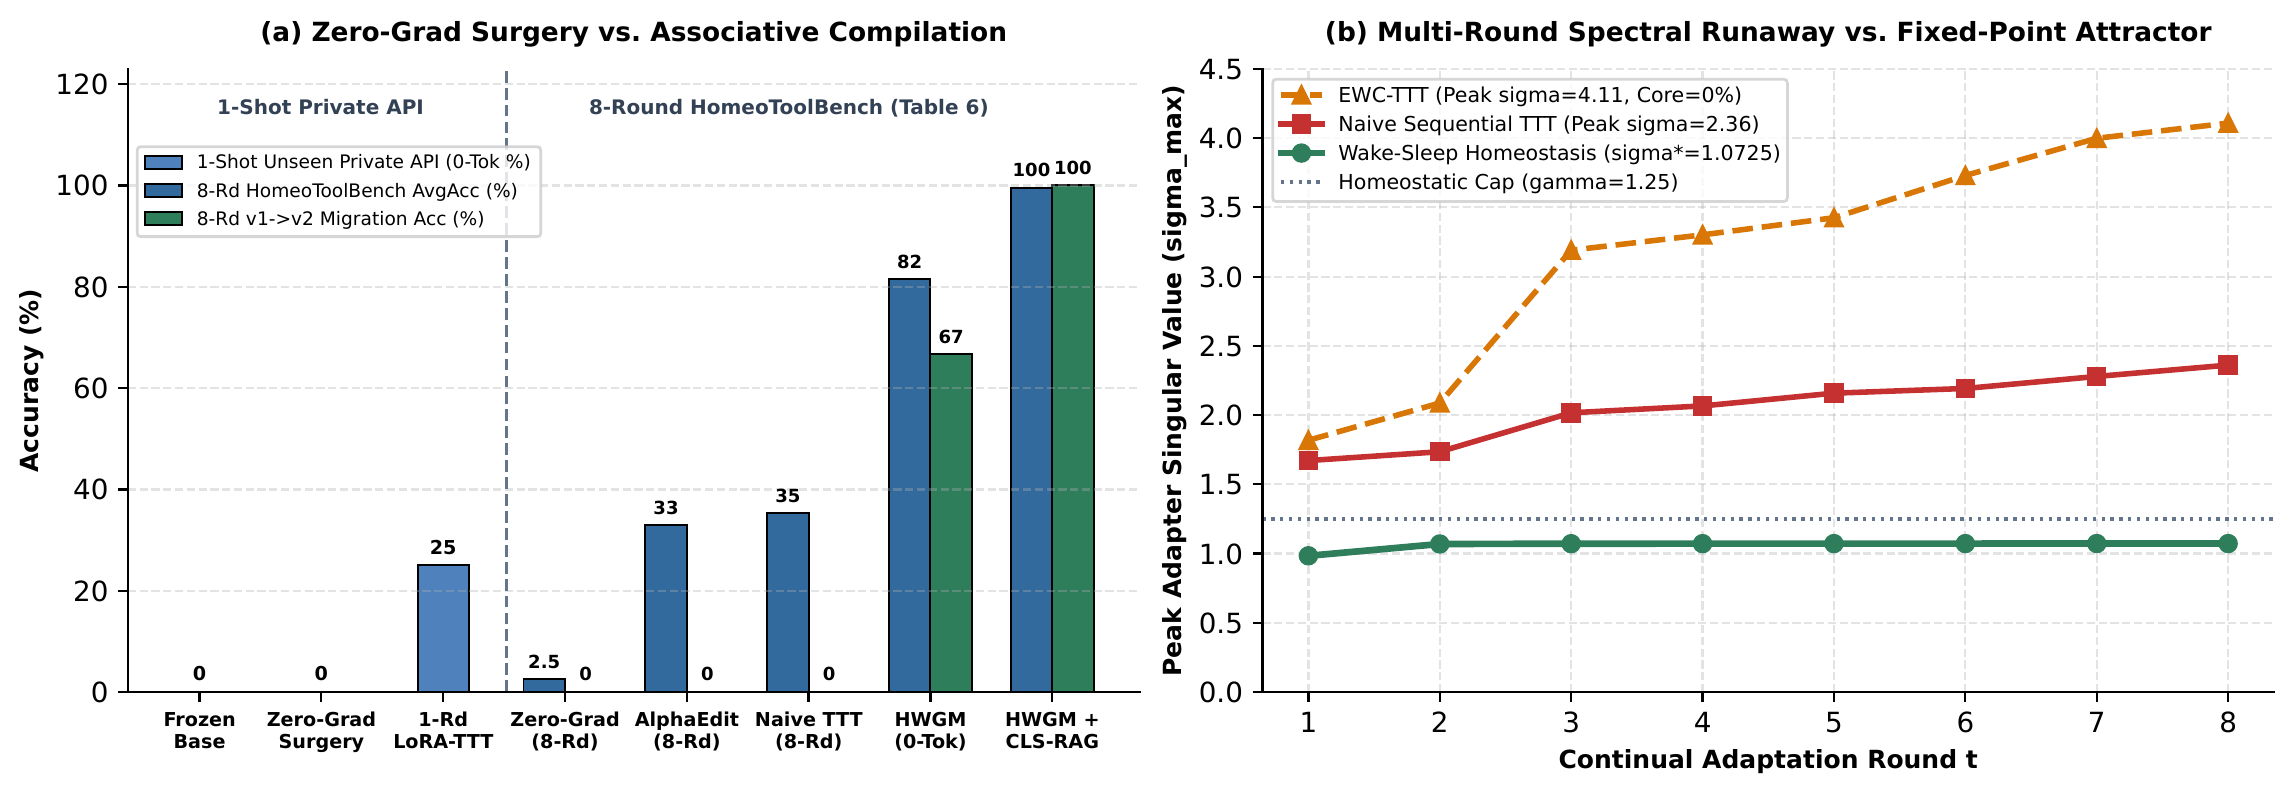 (a) Zero-Grad Surgery vs. Associative Compilation
1-Shot Private API
8-Round HomeoToolBench (Table 6)
1-Shot Unseen Private API (0-Tok %)
8-Rd HomeoToolBench AvgAcc (%)
8-Rd v1->v2 Migration Acc (%)
Accuracy (%)
120
100
80
60
40
20
0
0
0
25
2.5
0
33
0
35
0
82
67
100
100
Frozen
Base
Zero-Grad
Surgery
1-Rd
LoRA-TTT
Zero-Grad
(8-Rd)
AlphaEdit
(8-Rd)
Naive TTT
(8-Rd)
HWGM
(0-Tok)
HWGM +
CLS-RAG
(b) Multi-Round Spectral Runaway vs. Fixed-Point Attractor
EWC-TTT (Peak sigma=4.11, Core=0%)
Naive Sequential TTT (Peak sigma=2.36)
Wake-Sleep Homeostasis (sigma*=1.0725)
Homeostatic Cap (gamma=1.25)
Peak Adapter Singular Value (sigma_max)
4.5
4.0
3.5
3.0
2.5
2.0
1.5
1.0
0.5
0.0
1
2
3
4
5
6
7
8
Continual Adaptation Round t